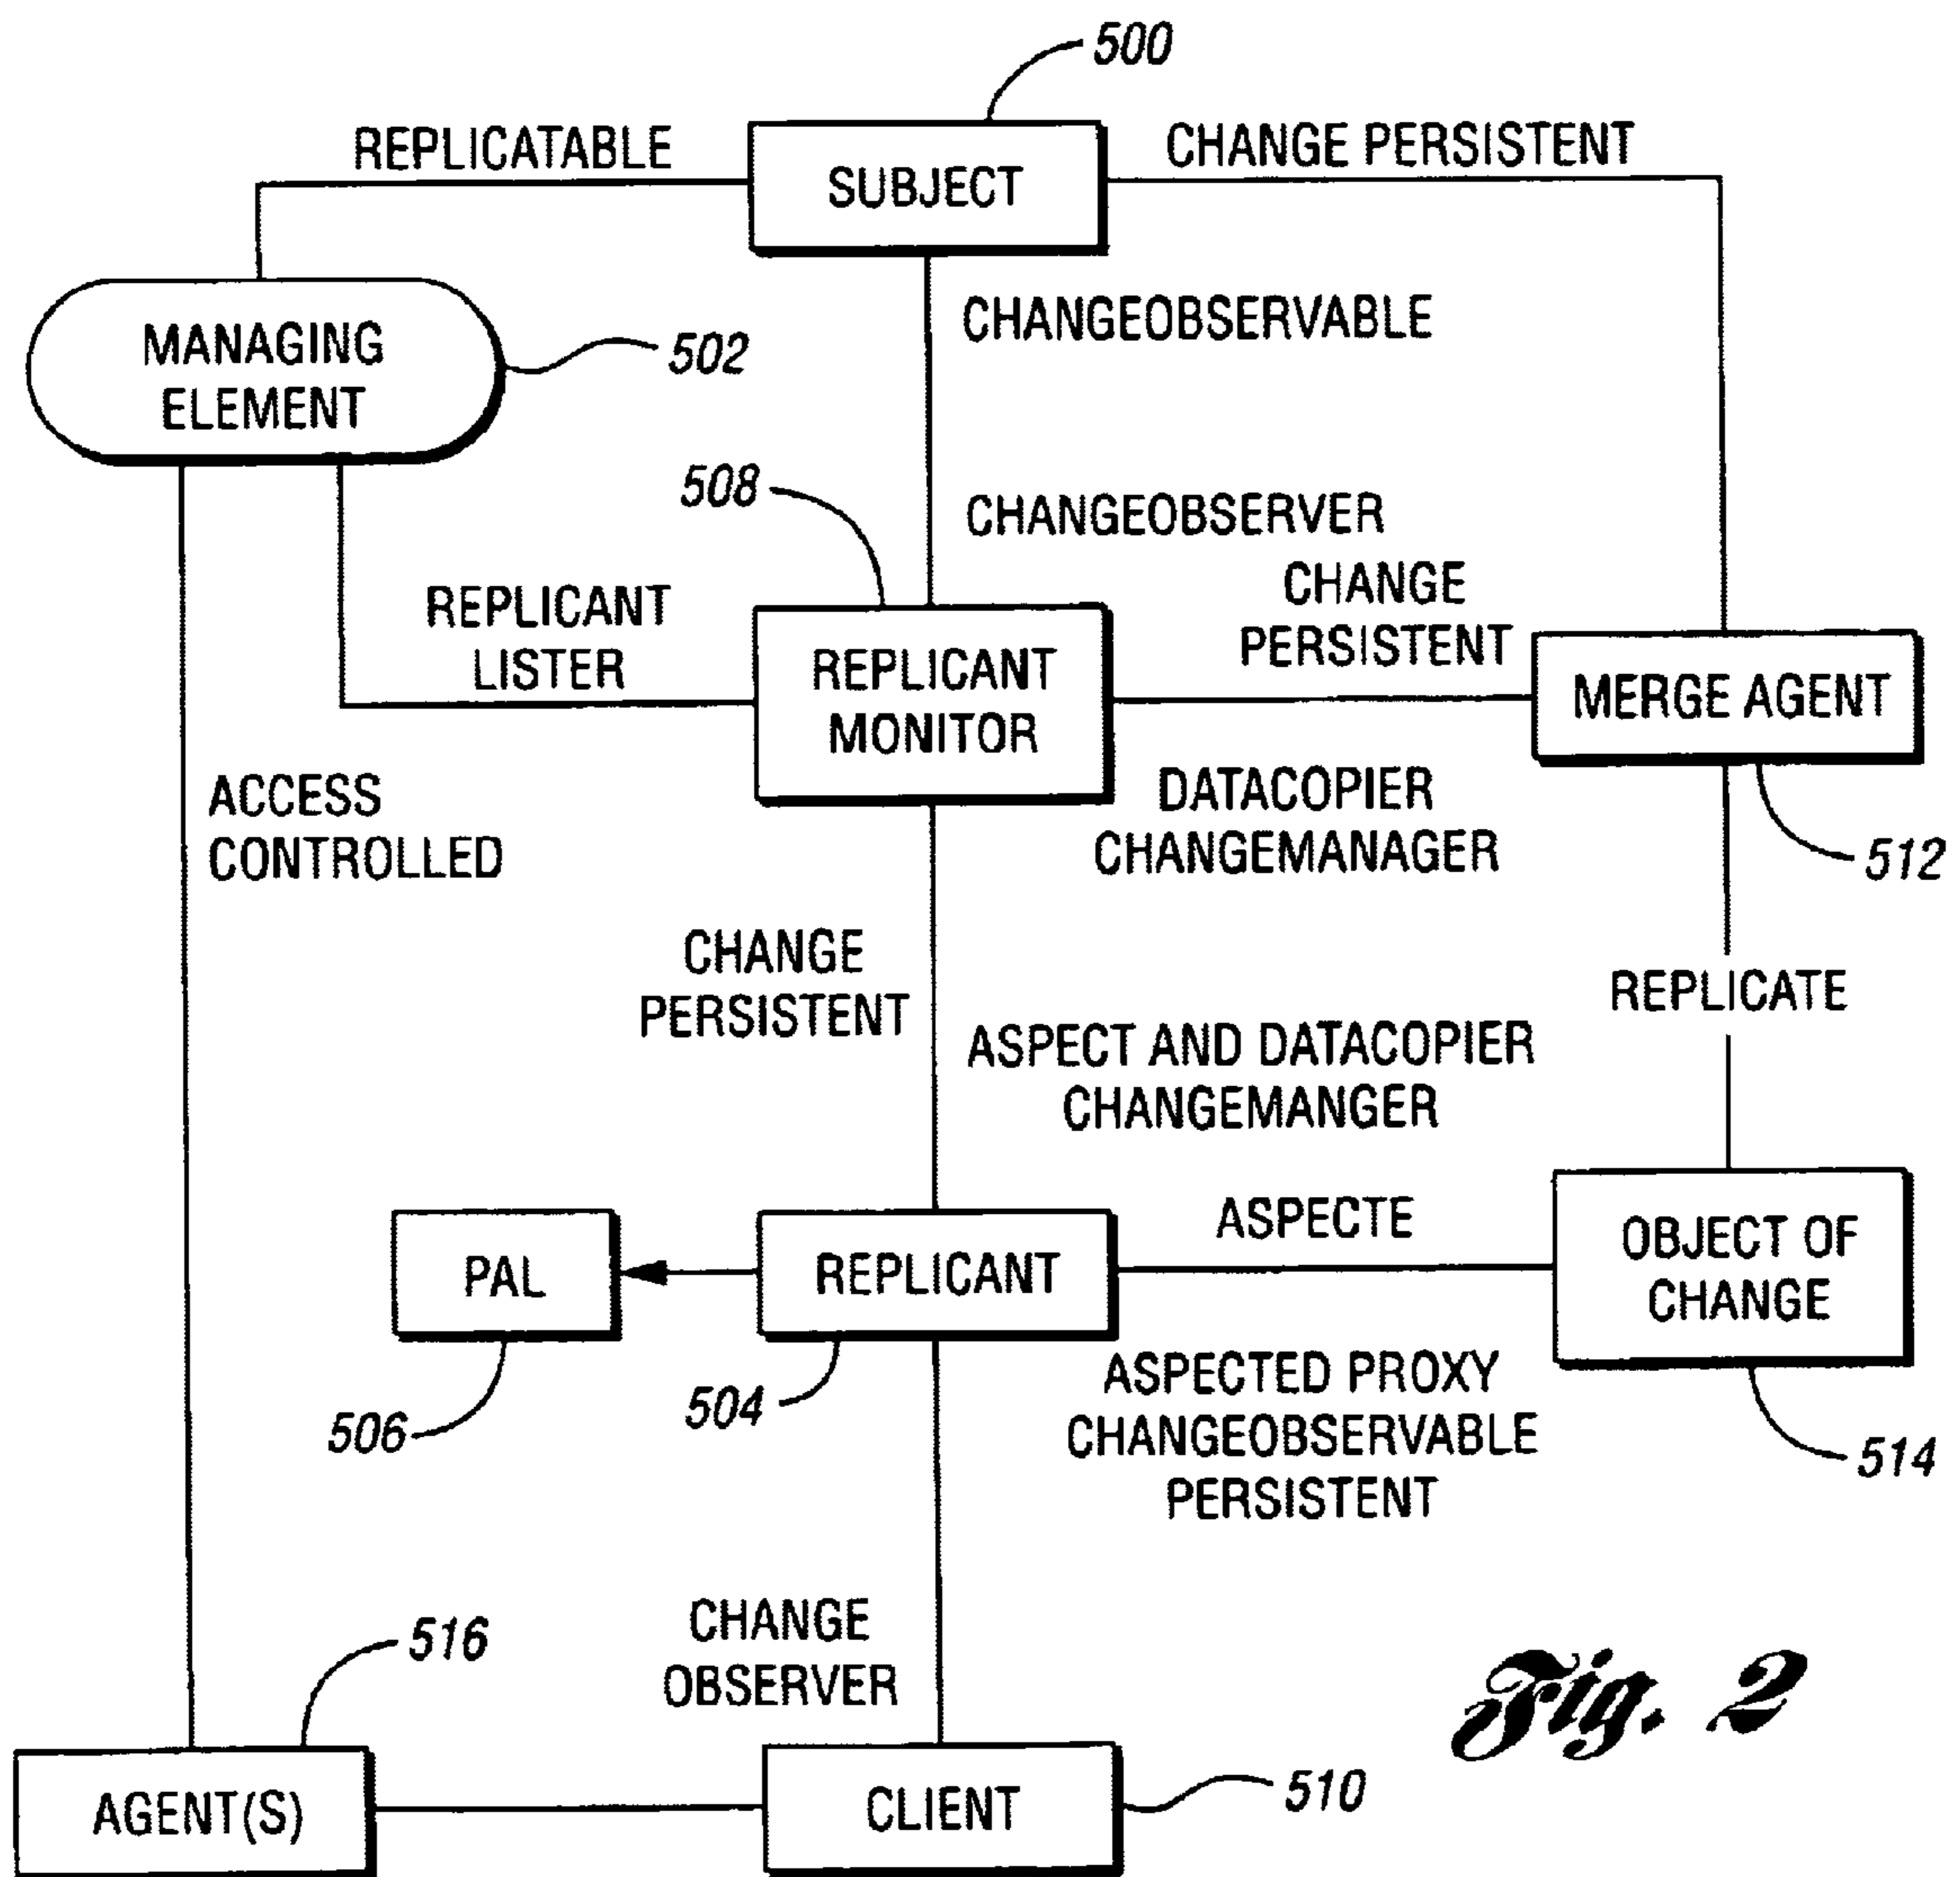 500
REPLICATABLE
SUBJECT
CHANGE PERSISTENT
CHANGEOBSERVABLE
MANAGING
ELEMENT
502
508
CHANGEOBSERVER
CHANGE
PERSISTENT
REPLICANT
LISTER
REPLICANT
MONITOR
MERGE AGENT
DATACOPIER
CHANGEMANAGER
512
ACCESS
CONTROLLED
CHANGE
PERSISTENT
REPLICATE
ASPECT AND DATACOPIER
CHANGEMANGER
PAL
REPLICANT
ASPECTE
OBJECT OF
CHANGE
506
504
ASPECTED PROXY
CHANGEOBSERVABLE
PERSISTENT
514
516
CHANGE
OBSERVER
AGENT(S)
CLIENT
510
Fig. 2